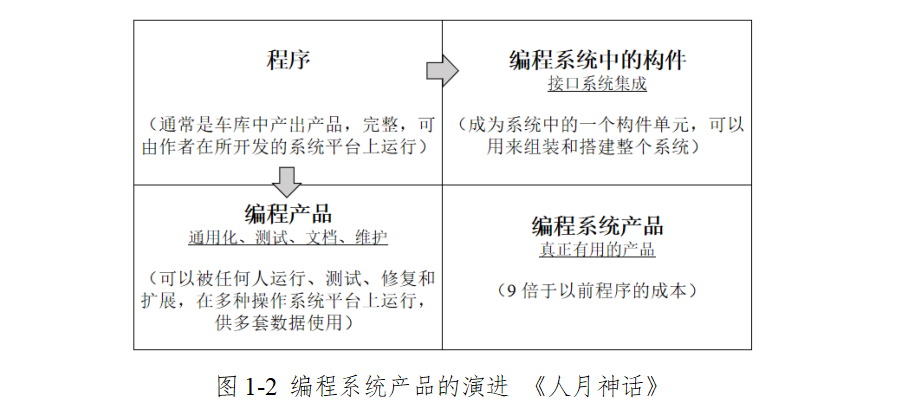 程序
（通常是车库中产出产品，完整，可
由作者在所开发的系统平台上运行）
编程系统中的构件
接口系统集成
（成为系统中的一个构件单元，可以
用来组装和搭建整个系统）
编程产品
通用化、测试、文档、维护
（可以被任何人运行、测试、修复和
扩展，在多种操作系统平台上运行，
供多套数据使用）
编程系统产品
真正有用的产品
（9 倍于以前程序的成本）
图 1-2 编程系统产品的演进 《人月神话》